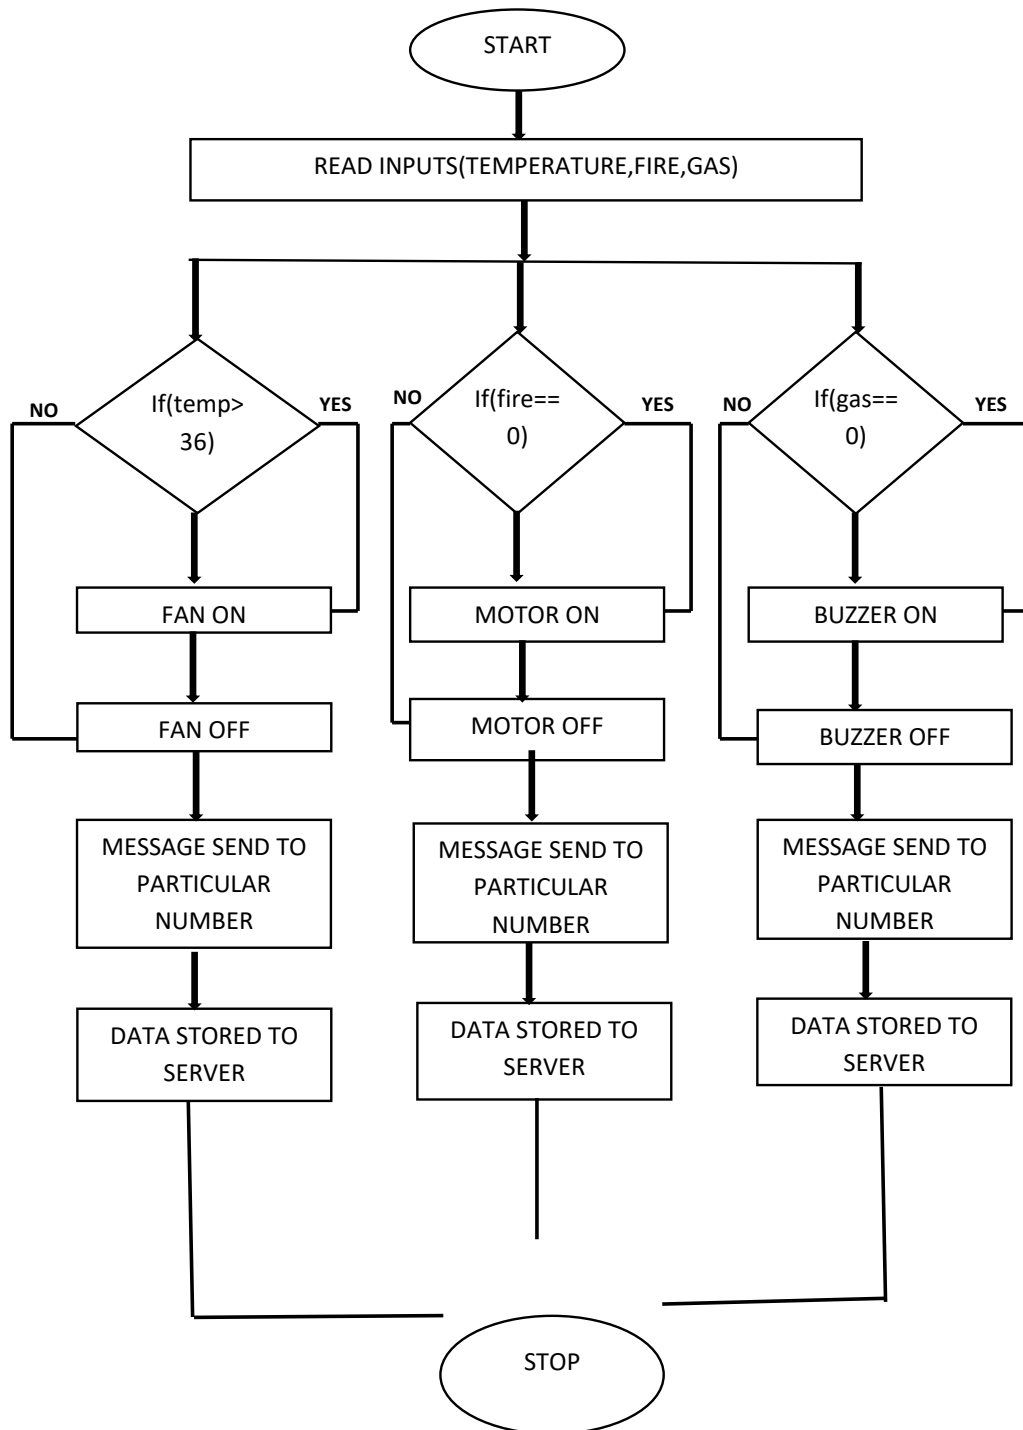 START
READ INPUTS(TEMPERATURE,FIRE,GAS)
NO
If(temp>
36)
YES
NO
If(fire==
0)
YES
NO
If(gas==
0)
YES
FAN ON
MOTOR ON
BUZZER ON
FAN OFF
MOTOR OFF
BUZZER OFF
MESSAGE SEND TO
PARTICULAR
NUMBER
MESSAGE SEND TO
PARTICULAR
NUMBER
MESSAGE SEND TO
PARTICULAR
NUMBER
DATA STORED TO
SERVER
DATA STORED TO
SERVER
DATA STORED TO
SERVER
STOP